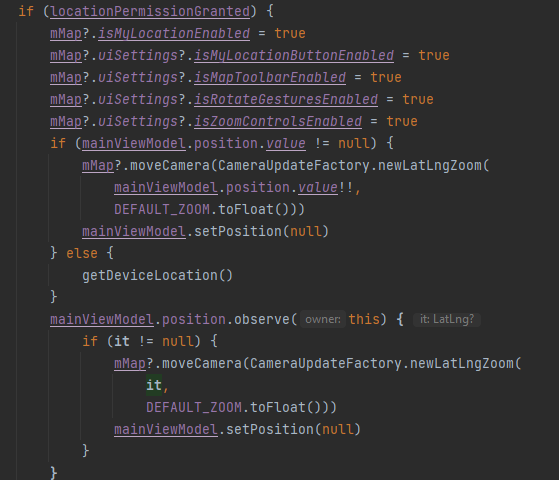 if (locationPermissionGranted) {
    mMap?.isMyLocationEnabled = true
    mMap?.uiSettings?.isMyLocationButtonEnabled = true
    mMap?.uiSettings?.isMapToolbarEnabled = true
    mMap?.uiSettings?.isRotateGesturesEnabled = true
    mMap?.uiSettings?.isZoomControlsEnabled = true
    if (mainViewModel.position.value != null) {
        mMap?.moveCamera(CameraUpdateFactory.newLatLngZoom(
            mainViewModel.position.value!!,
            DEFAULT_ZOOM.toFloat()))
        mainViewModel.setPosition(null)
    } else {
        getDeviceLocation()
    }
    mainViewModel.position.observe( owner: this) { it: LatLng?
        if (it != null) {
            mMap?.moveCamera(CameraUpdateFactory.newLatLngZoom(
                it,
                DEFAULT_ZOOM.toFloat()))
            mainViewModel.setPosition(null)
        }
    }